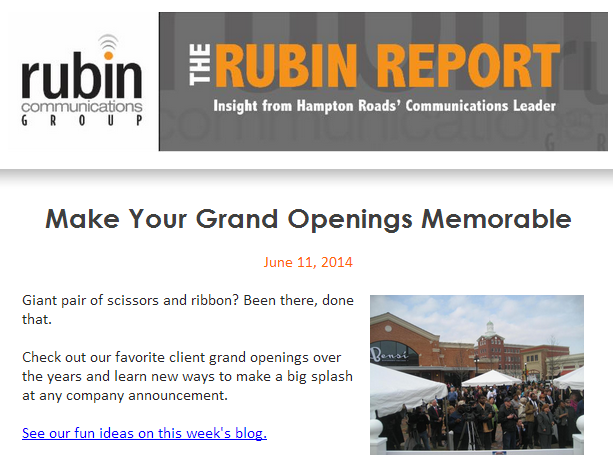 rubin
communications
GROUP
THE
RUBIN REPORT
Insight from Hampton Roads' Communications Leader
Make Your Grand Openings Memorable
June 11, 2014
Giant pair of scissors and ribbon? Been there, done
that.
Check out our favorite client grand openings over
the years and learn new ways to make a big splash
at any company announcement.
See our fun ideas on this week's blog.
Bensi